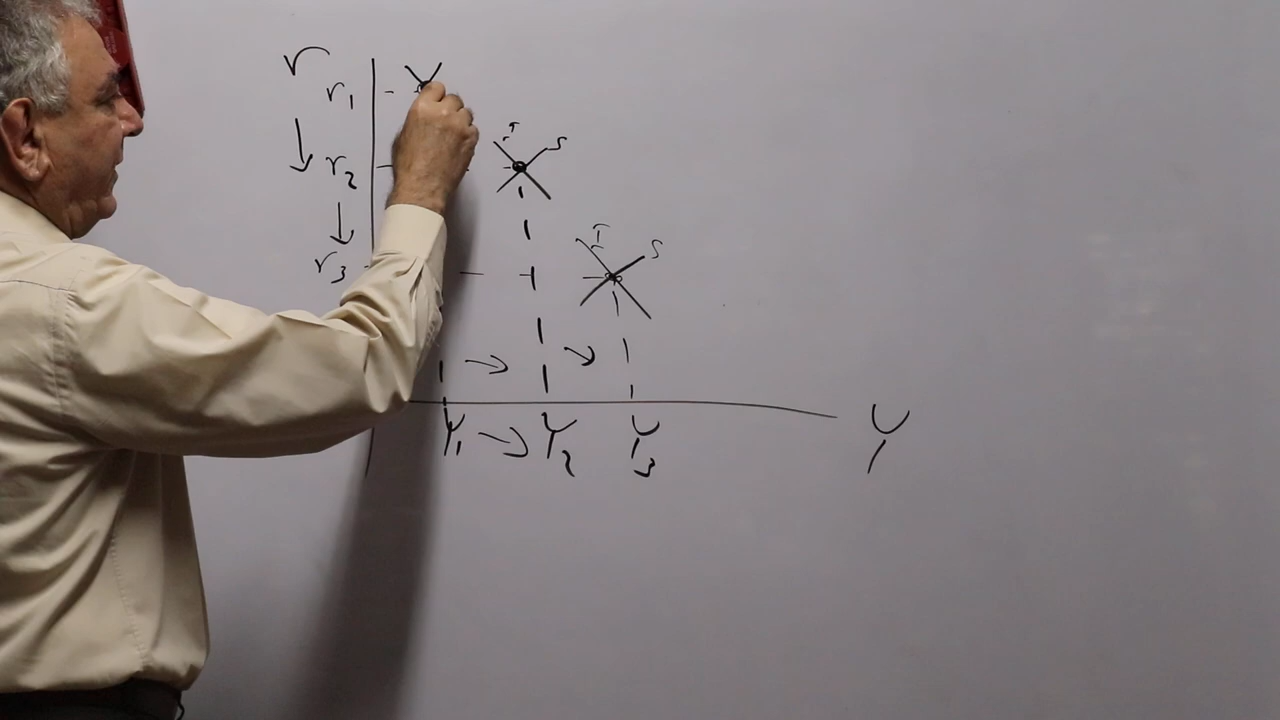 r
r₁
↓
r₂
I S
↓
r₃
I S
→ →
Y₁ → Y₂ Y₃
Y